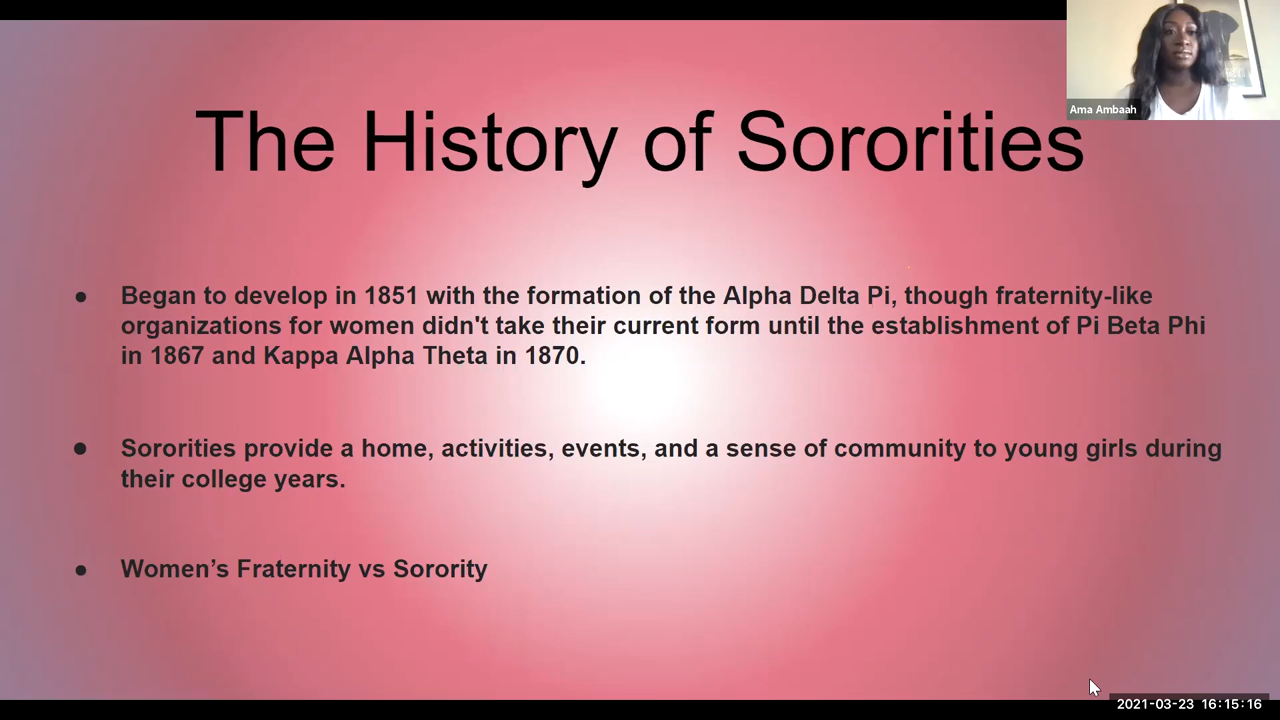 Ama Ambaah
The History of Sororities
● Began to develop in 1851 with the formation of the Alpha Delta Pi, though fraternity-like
organizations for women didn't take their current form until the establishment of Pi Beta Phi
in 1867 and Kappa Alpha Theta in 1870.
● Sororities provide a home, activities, events, and a sense of community to young girls during
their college years.
● Women’s Fraternity vs Sorority
2021-03-23 16:15:16